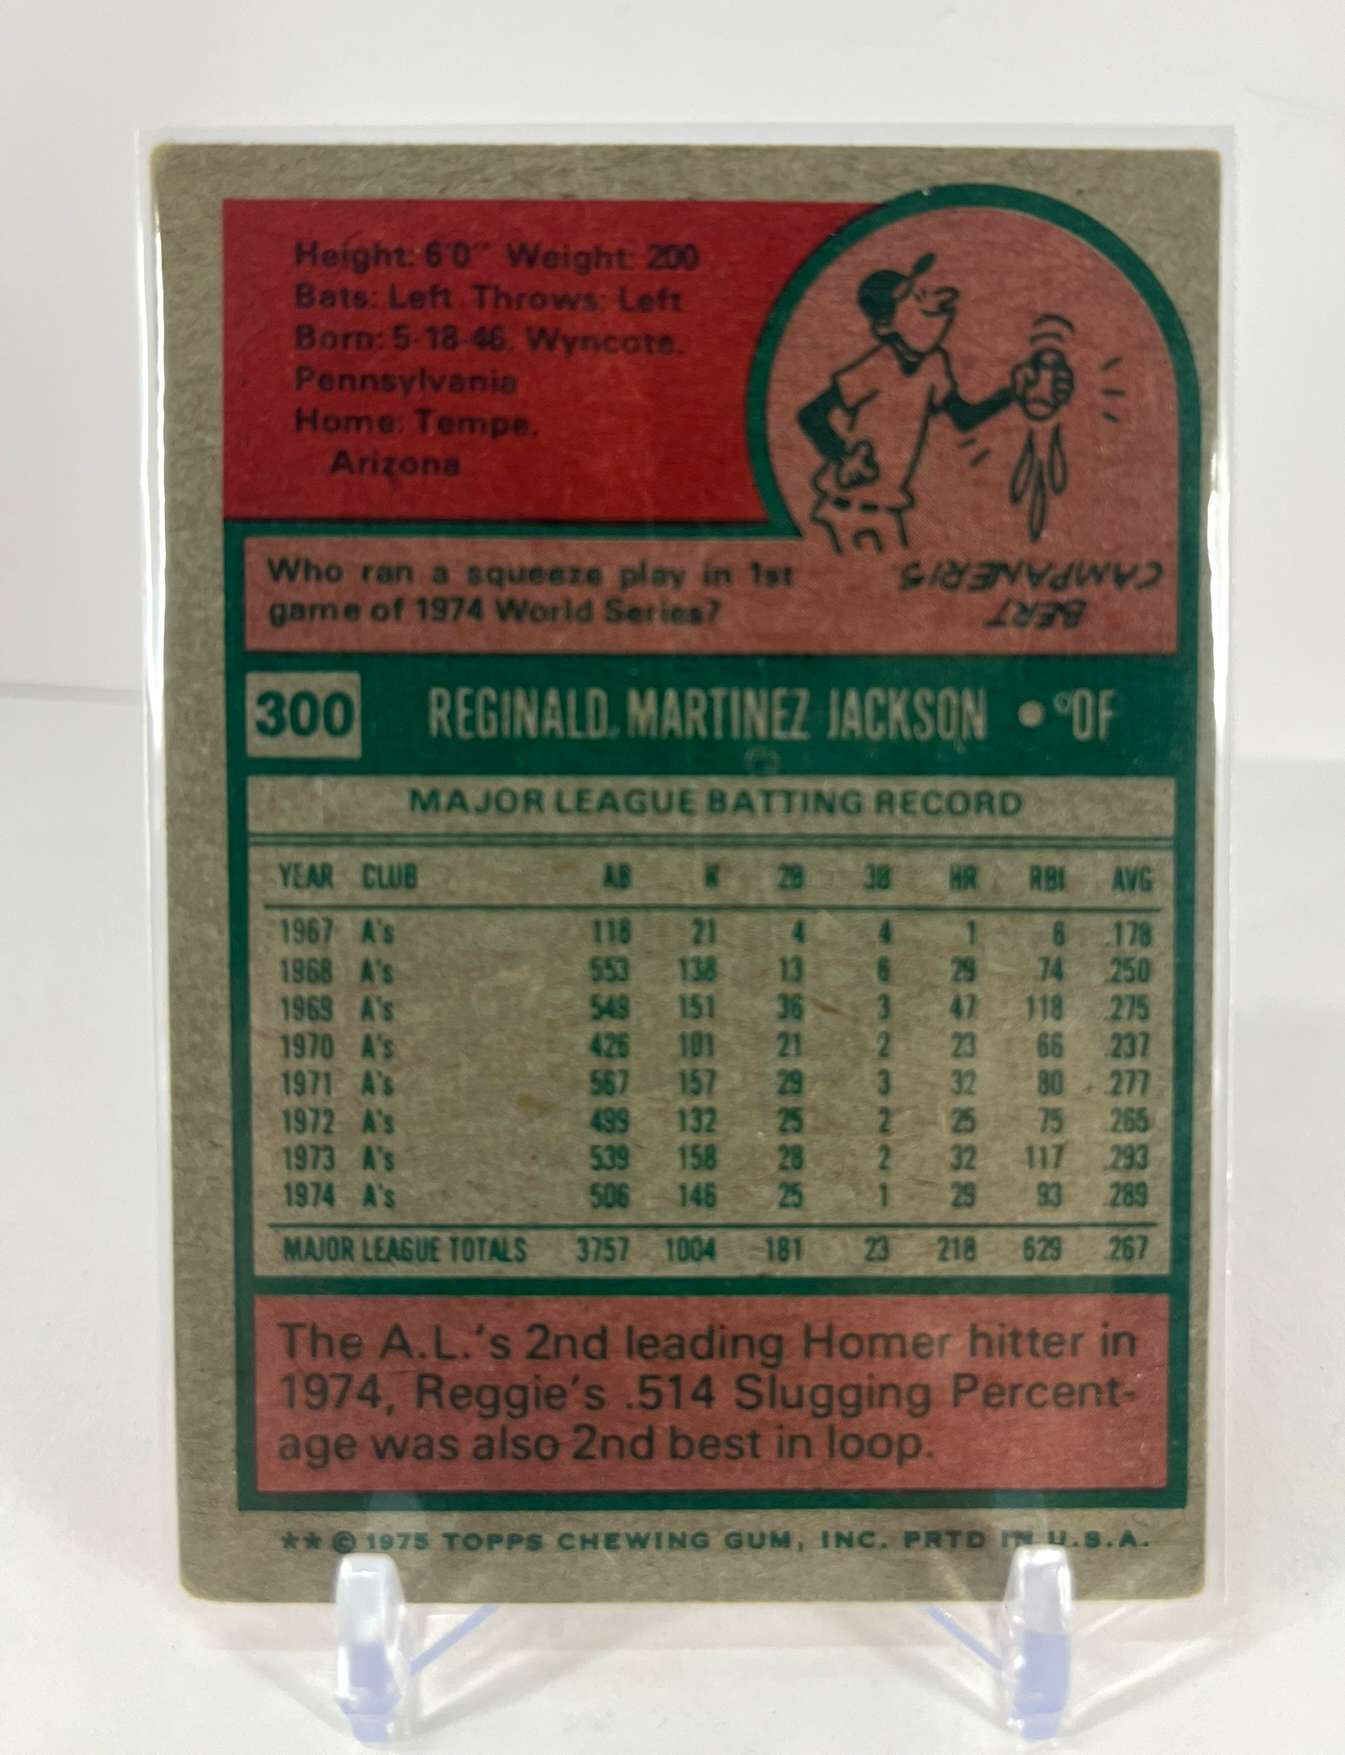 Height: 6'0" Weight: 200
Bats: Left Throws: Left
Born: 5-18-46, Wyncote,
Pennsylvania
Home: Tempe,
Arizona
Who ran a squeeze play in 1st
game of 1974 World Series?
BERT
CAMPANERIS.
300 REGINALD MARTINEZ JACKSON • OF
MAJOR LEAGUE BATTING RECORD
YEAR CLUB AB H 2B 3B HR RBI AVG
1967 A's 118 21 4 4 1 6 .178
1968 A's 553 138 13 6 29 74 .250
1969 A's 549 151 36 3 47 118 .275
1970 A's 426 101 21 2 23 66 .237
1971 A's 567 157 29 3 32 80 .277
1972 A's 499 132 25 2 25 75 .265
1973 A's 539 158 28 2 32 117 .293
1974 A's 506 146 25 1 29 93 .289
MAJOR LEAGUE TOTALS 3757 1004 181 23 218 629 .267
The A.L.'s 2nd leading Homer hitter in
1974, Reggie's .514 Slugging Percent-
age was also 2nd best in loop.
** © 1975 TOPPS CHEWING GUM, INC. PRTD IN U.S.A.